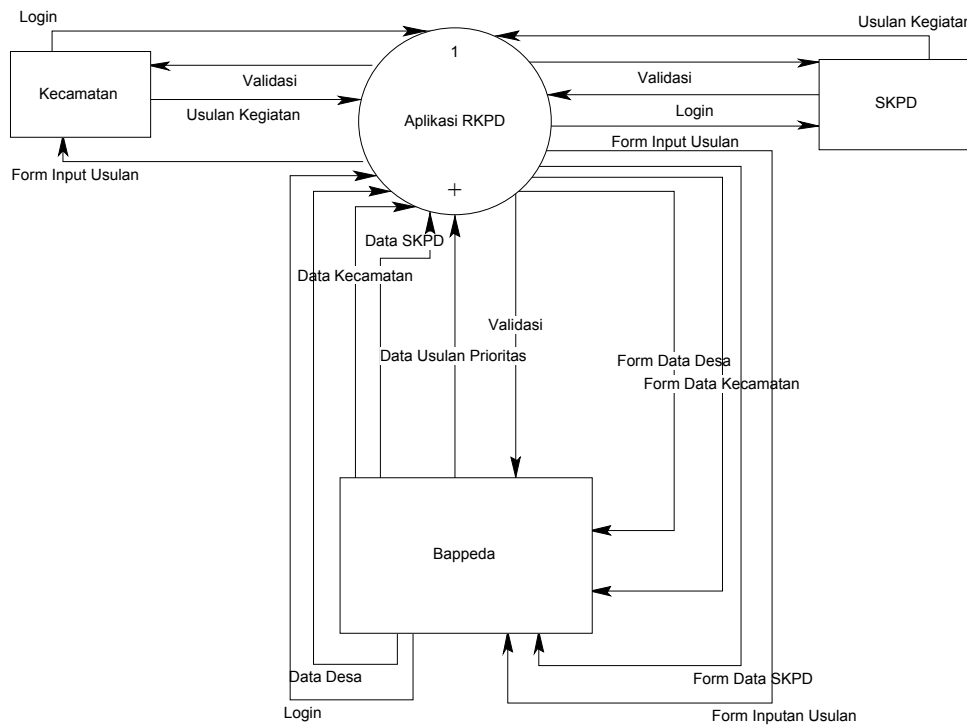 Login
Usulan Kegiatan
1
Validasi
Validasi
Kecamatan
SKPD
Usulan Kegiatan
Aplikasi RKPD
Login
Form Input Usulan
Form Input Usulan
+
Data SKPD
Data Kecamatan
Validasi
Data Usulan Prioritas
Form Data Desa
Form Data Kecamatan
Bappeda
Data Desa
Form Data SKPD
Login
Form Inputan Usulan